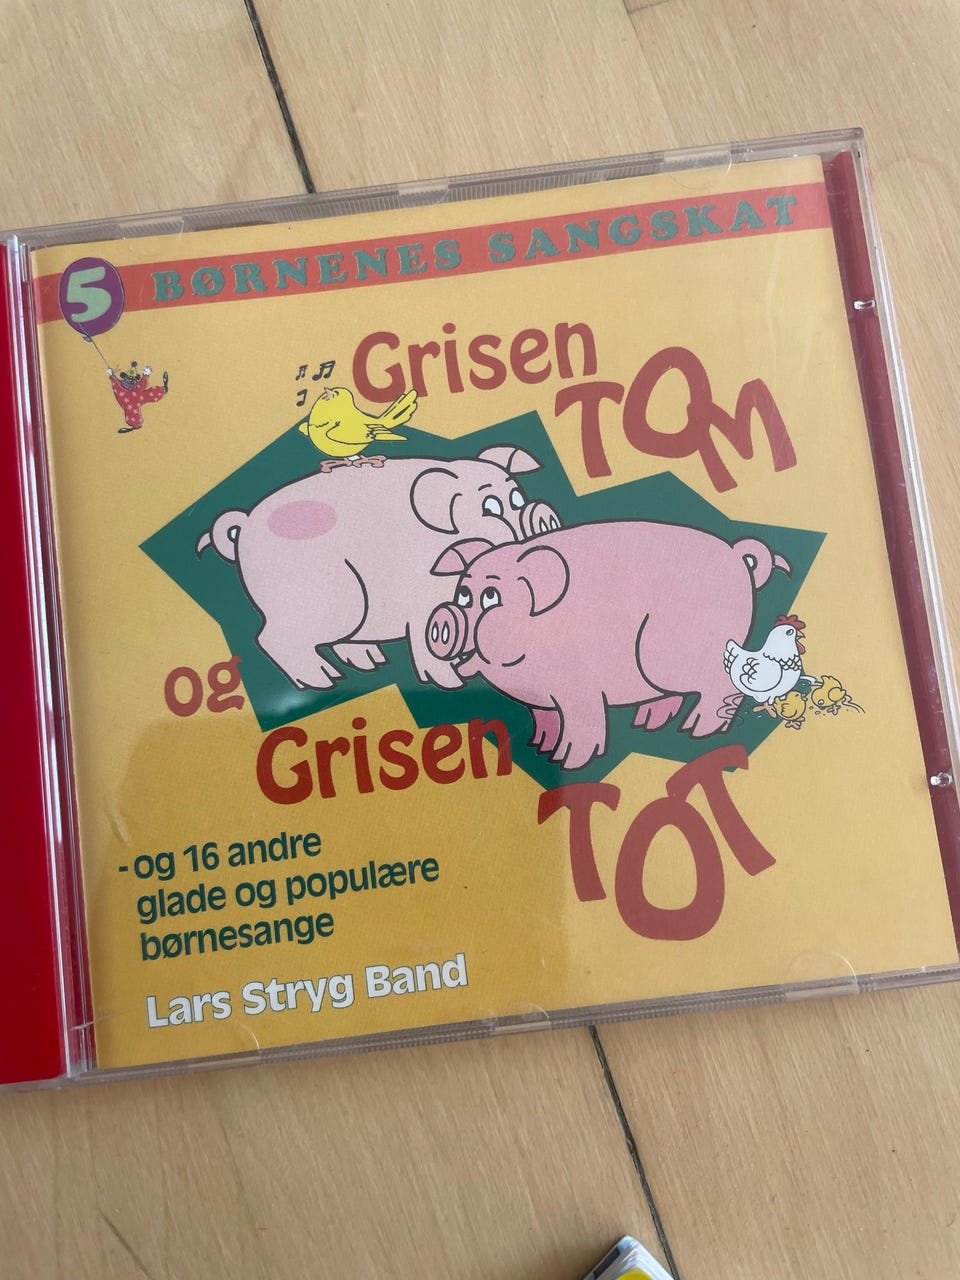 5 BØRNENES SANGSKAT
Grisen
TOM
og
Grisen
TOT
- og 16 andre
glade og populære
børnesange
Lars Stryg Band